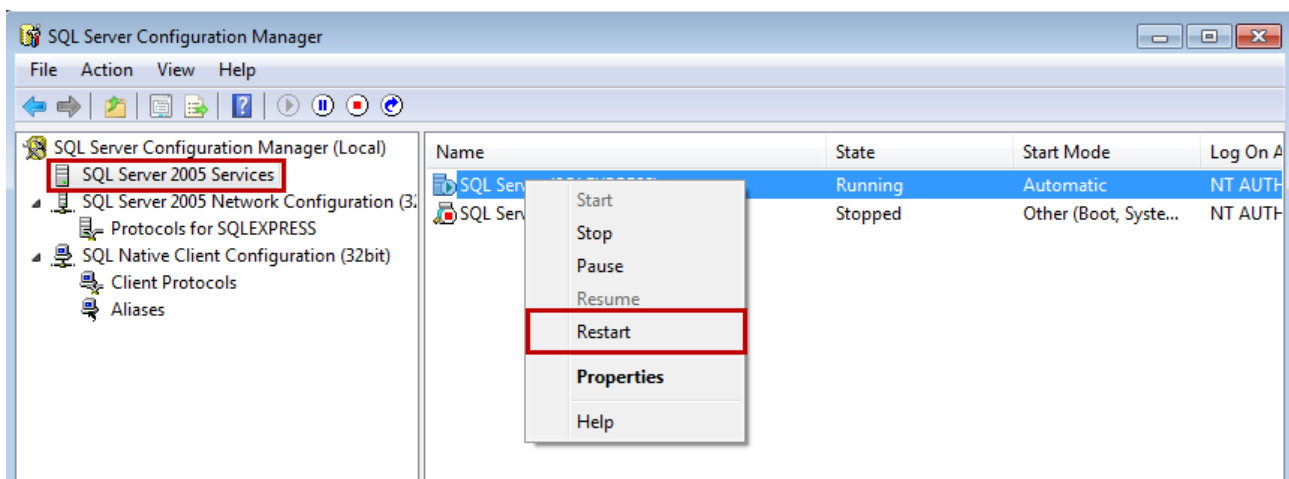 SQL Server Configuration Manager
File Action View Help
SQL Server Configuration Manager (Local)
SQL Server 2005 Services
SQL Server 2005 Network Configuration (32
Protocols for SQLEXPRESS
SQL Native Client Configuration (32bit)
Client Protocols
Aliases
Name State Start Mode Log On A
SQL Serv Running Automatic NT AUTH
SQL Serv Stopped Other (Boot, Syste... NT AUTH
Start
Stop
Pause
Resume
Restart
Properties
Help